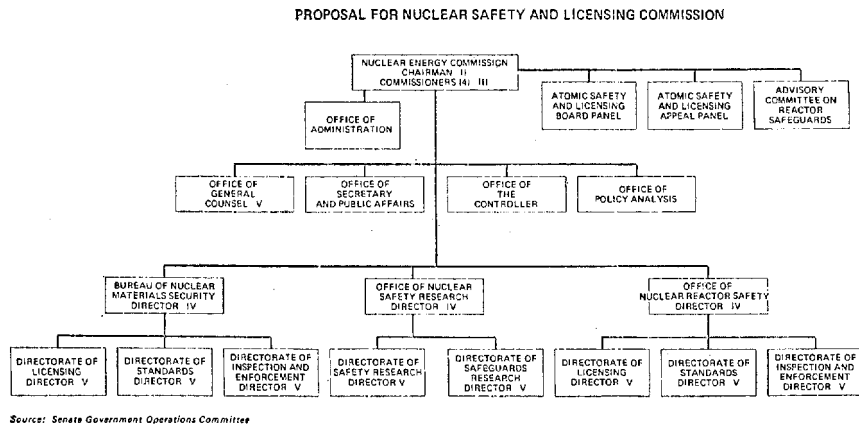 PROPOSAL FOR NUCLEAR SAFETY AND LICENSING COMMISSION
NUCLEAR ENERGY COMMISSION
CHAIRMAN II
COMMISSIONERS (4) III
OFFICE OF
ADMINISTRATION
ATOMIC SAFETY
AND LICENSING
BOARD PANEL
ATOMIC SAFETY
AND LICENSING
APPEAL PANEL
ADVISORY
COMMITTEE ON
REACTOR
SAFEGUARDS
OFFICE OF
GENERAL
COUNSEL V
OFFICE OF
SECRETARY
AND PUBLIC AFFAIRS
OFFICE OF
THE
CONTROLLER
OFFICE OF
POLICY ANALYSIS
BUREAU OF NUCLEAR
MATERIALS SECURITY
DIRECTOR IV
OFFICE OF NUCLEAR
SAFETY RESEARCH
DIRECTOR IV
OFFICE OF
NUCLEAR REACTOR SAFETY
DIRECTOR IV
DIRECTORATE OF
LICENSING
DIRECTOR V
DIRECTORATE OF
STANDARDS
DIRECTOR V
DIRECTORATE OF
INSPECTION AND
ENFORCEMENT
DIRECTOR V
DIRECTORATE OF
SAFETY RESEARCH
DIRECTOR V
DIRECTORATE OF
SAFEGUARDS
RESEARCH
DIRECTOR V
DIRECTORATE OF
LICENSING
DIRECTOR V
DIRECTORATE OF
STANDARDS
DIRECTOR V
DIRECTORATE OF
INSPECTION AND
ENFORCEMENT
DIRECTOR V
Source: Senate Government Operations Committee